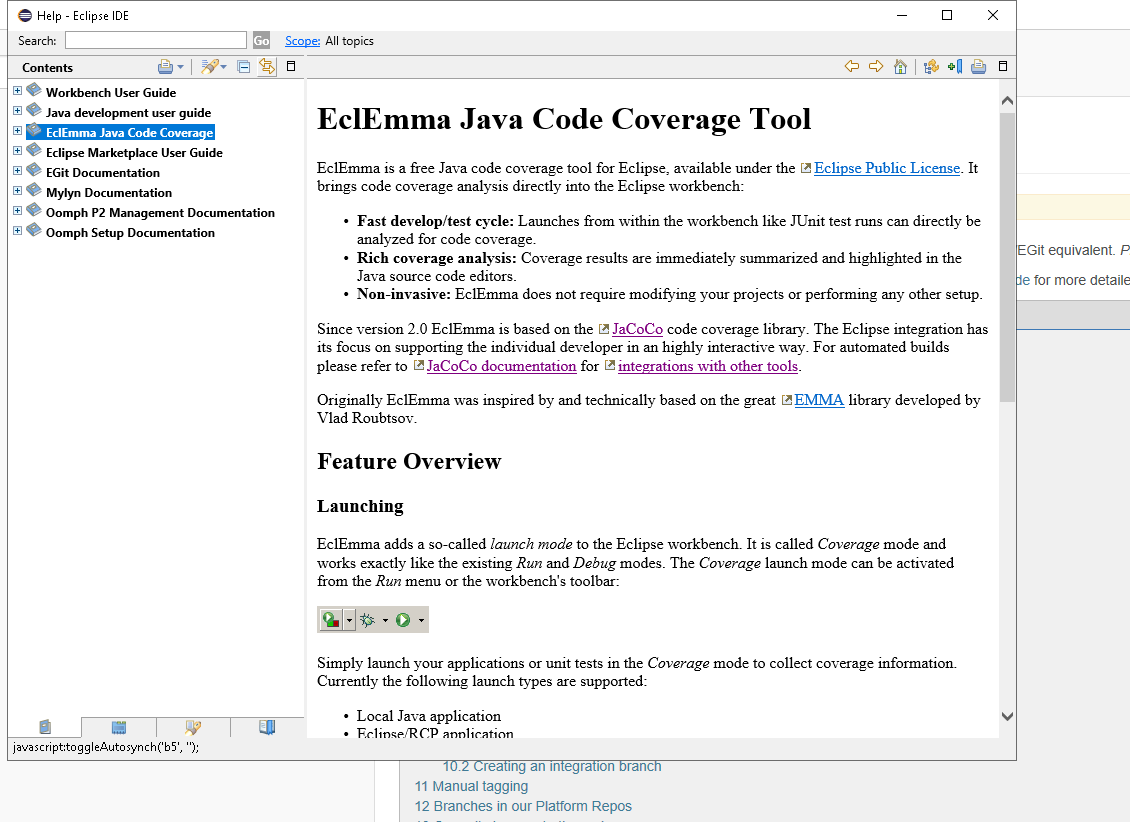 Help - Eclipse IDE
Search:
Go
Scope: All topics
Contents
Workbench User Guide
Java development user guide
EclEmma Java Code Coverage
Eclipse Marketplace User Guide
EGit Documentation
Mylyn Documentation
Oomph P2 Management Documentation
Oomph Setup Documentation
EclEmma Java Code Coverage Tool
EclEmma is a free Java code coverage tool for Eclipse, available under the Eclipse Public License. It
brings code coverage analysis directly into the Eclipse workbench:
• Fast develop/test cycle: Launches from within the workbench like JUnit test runs can directly be
analyzed for code coverage.
• Rich coverage analysis: Coverage results are immediately summarized and highlighted in the
Java source code editors.
• Non-invasive: EclEmma does not require modifying your projects or performing any other setup.
Since version 2.0 EclEmma is based on the JaCoCo code coverage library. The Eclipse integration has
its focus on supporting the individual developer in an highly interactive way. For automated builds
please refer to JaCoCo documentation for integrations with other tools.
Originally EclEmma was inspired by and technically based on the great EMMA library developed by
Vlad Roubtsov.
Feature Overview
Launching
EclEmma adds a so-called launch mode to the Eclipse workbench. It is called Coverage mode and
works exactly like the existing Run and Debug modes. The Coverage launch mode can be activated
from the Run menu or the workbench's toolbar:
Simply launch your applications or unit tests in the Coverage mode to collect coverage information.
Currently the following launch types are supported:
• Local Java application
• Eclipse/RCP application
javascript:toggleAutosynch('b5', '');
/EGit equivalent. P
de for more detaile
10.2 Creating an integration branch
11 Manual tagging
12 Branches in our Platform Repos